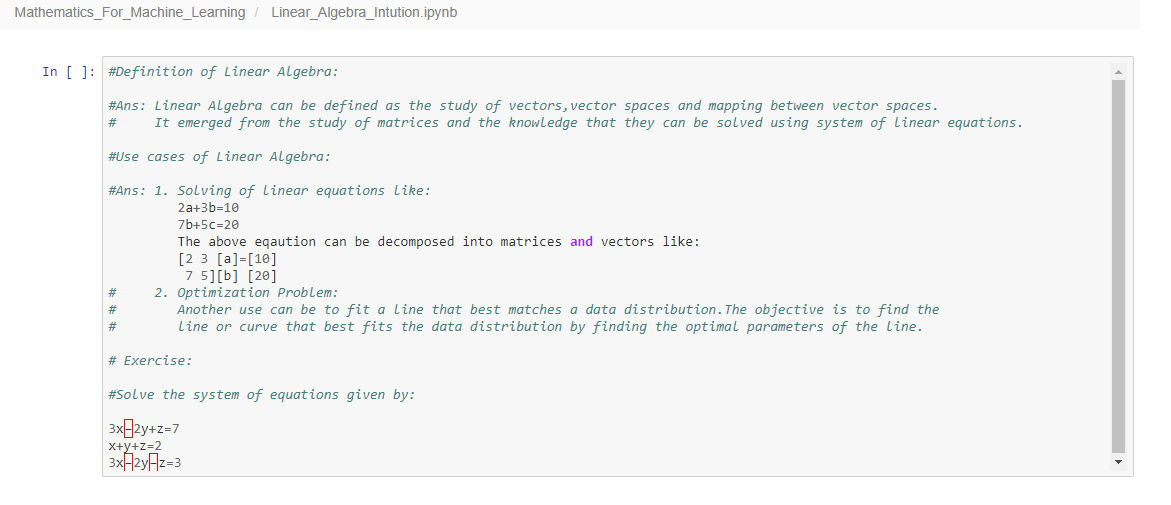 Mathematics_For_Machine_Learning / Linear_Algebra_Intution.ipynb
In [ ]: #Definition of Linear Algebra:
#Ans: Linear Algebra can be defined as the study of vectors,vector spaces and mapping between vector spaces.
#     It emerged from the study of matrices and the knowledge that they can be solved using system of linear equations.
#Use cases of Linear Algebra:
#Ans: 1. Solving of linear equations like:
2a+3b=10
7b+5c=20
The above eqaution can be decomposed into matrices and vectors like:
[2 3 [a]=[10]
7 5][b] [20]
#     2. Optimization Problem:
#        Another use can be to fit a line that best matches a data distribution.The objective is to find the
#        line or curve that best fits the data distribution by finding the optimal parameters of the line.
# Exercise:
#Solve the system of equations given by:
3x–2y+z=7
x+y+z=2
3x–2y–z=3